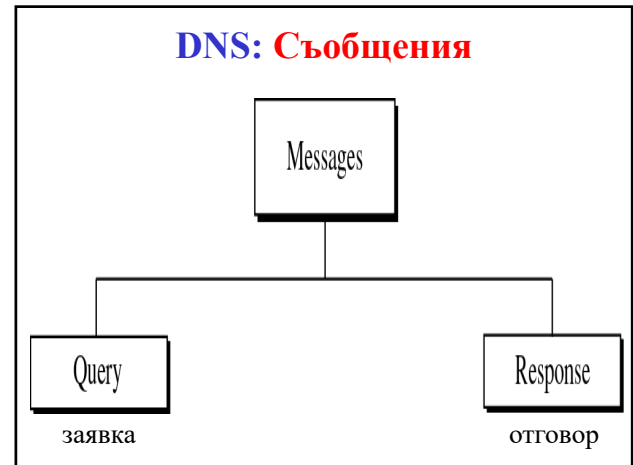 DNS: Съобщения
Messages
Query
Response
заявка
отговор